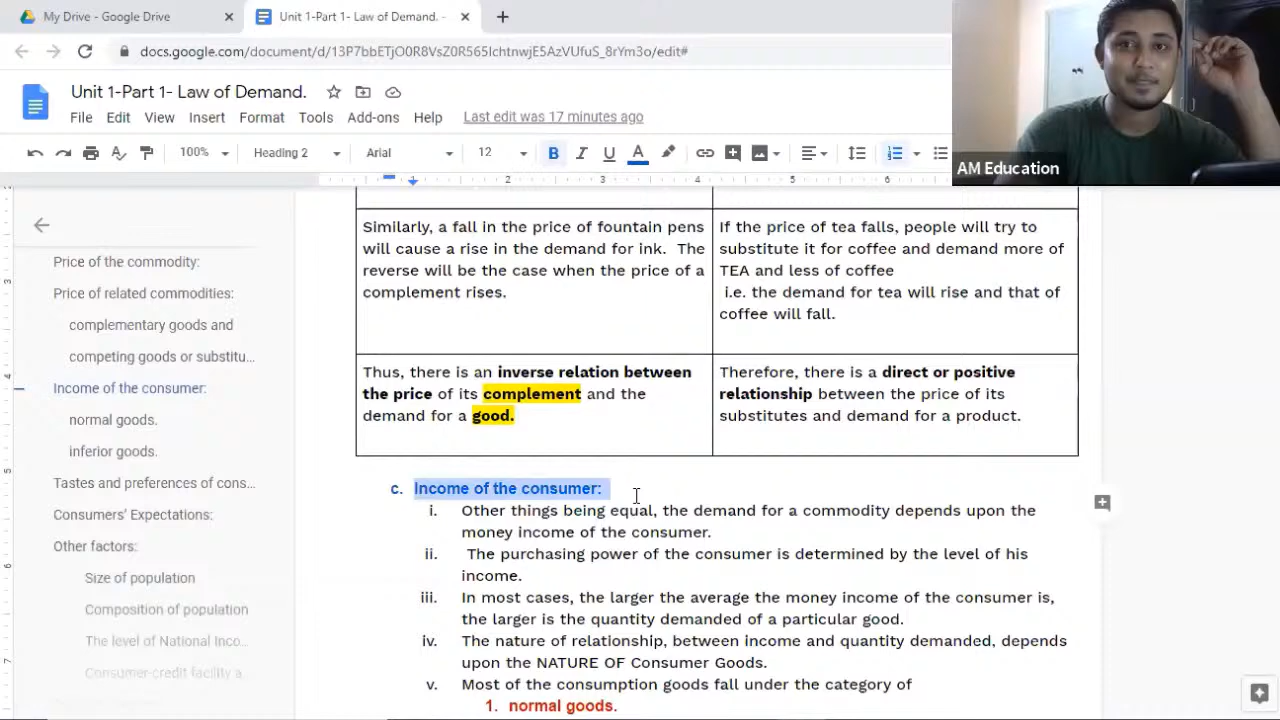 My Drive - Google Drive
Unit 1-Part 1- Law of Demand. -
docs.google.com/document/d/13P7bbETjO0R8VsZ0R565IchtnwjE5AzVUfuS_8rYm3o/edit#
Unit 1-Part 1- Law of Demand.
File Edit View Insert Format Tools Add-ons Help Last edit was 17 minutes ago
100% Heading 2 Arial 12 B I U A
AM Education
1 2 3 4 5 6
Price of the commodity:
Price of related commodities:
complementary goods and
competing goods or substitu...
Income of the consumer:
normal goods.
inferior goods.
Tastes and preferences of cons...
Consumers' Expectations:
Other factors:
Size of population
Composition of population
The level of National Inco...
Consumer-credit facility a
3
5
6
7
Similarly, a fall in the price of fountain pens
will cause a rise in the demand for ink. The
reverse will be the case when the price of a
complement rises.
If the price of tea falls, people will try to
substitute it for coffee and demand more of
TEA and less of coffee
i.e. the demand for tea will rise and that of
coffee will fall.
Thus, there is an inverse relation between
the price of its complement and the
demand for a good.
Therefore, there is a direct or positive
relationship between the price of its
substitutes and demand for a product.
c. Income of the consumer:
i. Other things being equal, the demand for a commodity depends upon the
money income of the consumer.
ii. The purchasing power of the consumer is determined by the level of his
income.
iii. In most cases, the larger the average the money income of the consumer is,
the larger is the quantity demanded of a particular good.
iv. The nature of relationship, between income and quantity demanded, depends
upon the NATURE OF Consumer Goods.
v. Most of the consumption goods fall under the category of
1. normal goods.